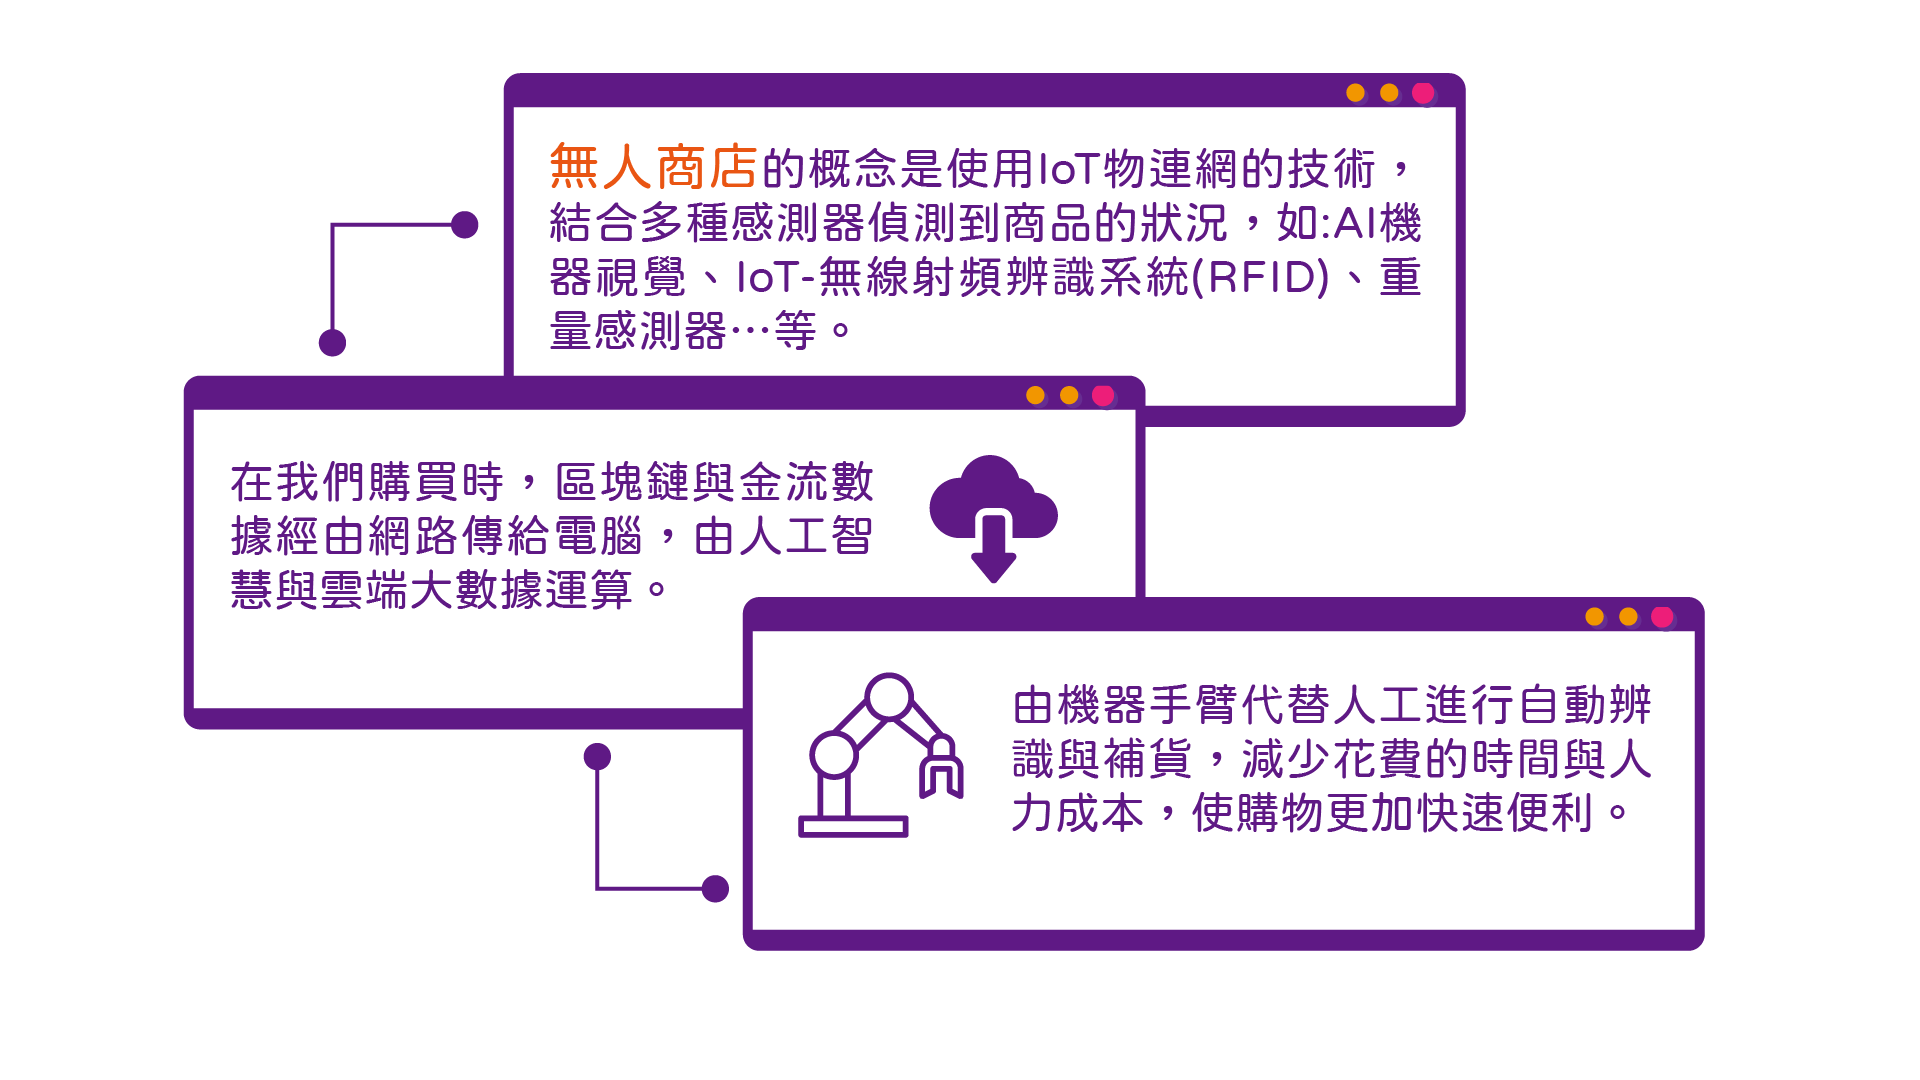 無人商店的概念是使用IoT物連網的技術，
結合多種感測器偵測到商品的狀況，如:AI機
器視覺、IoT-無線射頻辨識系統(RFID)、重
量感測器…等。
在我們購買時，區塊鏈與金流數
據經由網路傳給電腦，由人工智
慧與雲端大數據運算。
由機器手臂代替人工進行自動辨
識與補貨，減少花費的時間與人
力成本，使購物更加快速便利。